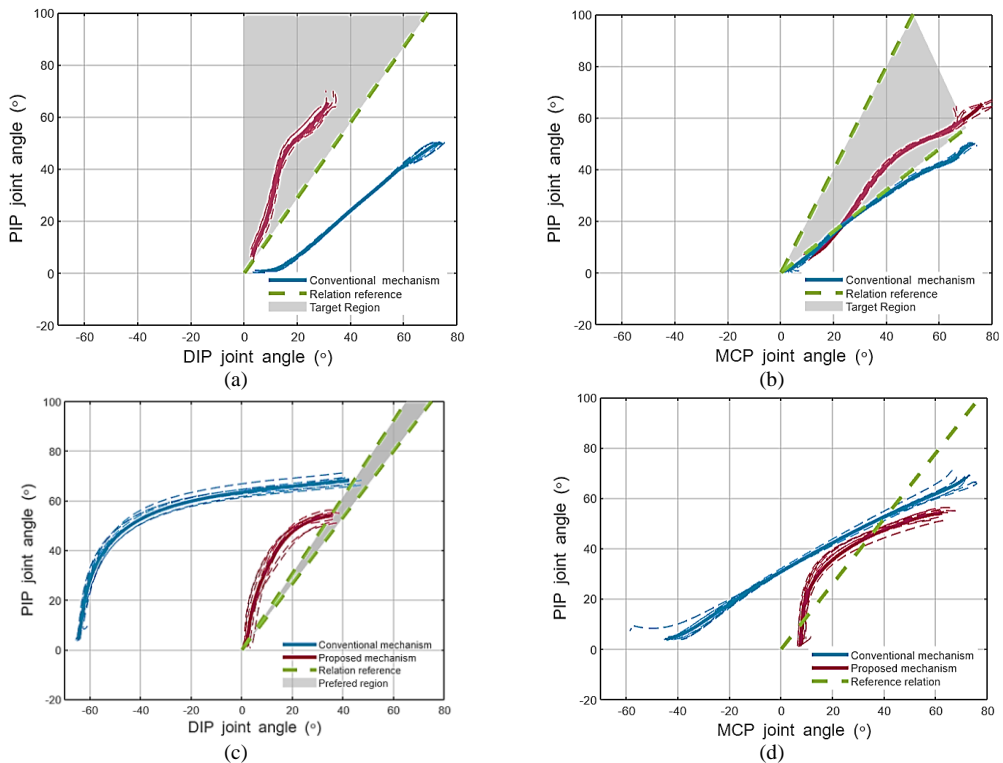 100
80
60
40
20
0
-20
-60
-40
-20
0
20
40
60
80
PIP joint angle (°)
DIP joint angle (°)
Conventional mechanism
Relation reference
Target Region
(a)
100
80
60
40
20
0
-20
-60
-40
-20
0
20
40
60
80
PIP joint angle (°)
MCP joint angle (°)
Conventional mechanism
Relation reference
Target Region
(b)
100
80
60
40
20
0
-20
-60
-40
-20
0
20
40
60
80
PIP joint angle (°)
DIP joint angle (°)
Conventional mechanism
Proposed mechanism
Relation reference
Prefered region
(c)
100
80
60
40
20
0
-20
-60
-40
-20
0
20
40
60
80
PIP joint angle (°)
MCP joint angle (°)
Conventional mechanism
Proposed mechanism
Reference relation
(d)